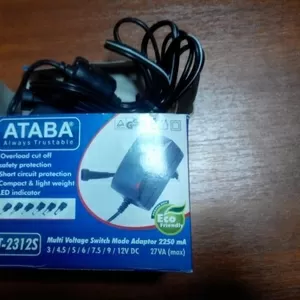 ATABA
Always Trustable
Overload cut off
safety protection
Short circuit protection
Compact & light weight
LED indicator
Eco
Friendly
T-2312S
Multi Voltage Switch Mode Adaptor 2250 mA
3 / 4.5 / 5 / 6 / 7.5 / 9 / 12V DC
27VA (max)